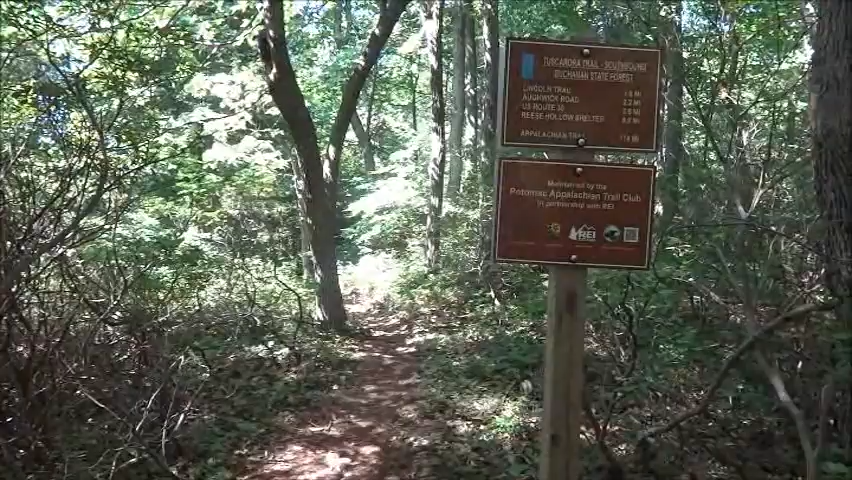 TUSCARORA TRAIL - SOUTHBOUND
BUCHANAN STATE FOREST
LINCOLN TRAIL
AUGHWICK ROAD
US ROUTE 30
REESE HOLLOW SHELTER
APPALACHIAN TRAIL
Maintained by the
Potomac Appalachian Trail Club
in partnership with REI
REI